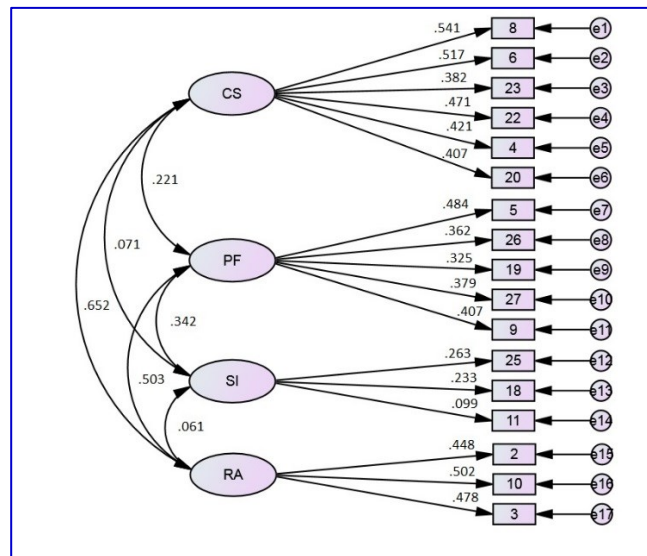 .541 8 e1
.517 6 e2
.382 23 e3
CS
.471 22 e4
.421 4 e5
.407 20 e6
.221
.484 5 e7
.362 26 e8
.071
PF
.325 19 e9
.379 27 e10
.652
.342
.407 9 e11
.263 25 e12
.503
SI
.233 18 e13
.099 11 e14
.061
.448 2 e15
RA
.502 10 e16
.478 3 e17